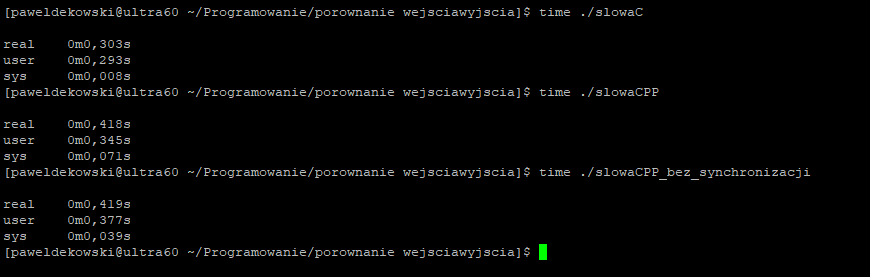 [paweldekowski@ultra60 ~/Programowanie/porownanie wejsciawyjscia]$ time ./slowaC
real 0m0,303s
user 0m0,293s
sys 0m0,008s
[paweldekowski@ultra60 ~/Programowanie/porownanie wejsciawyjscia]$ time ./slowaCPP
real 0m0,418s
user 0m0,345s
sys 0m0,071s
[paweldekowski@ultra60 ~/Programowanie/porownanie wejsciawyjscia]$ time ./slowaCPP_bez_synchronizacji
real 0m0,419s
user 0m0,377s
sys 0m0,039s
[paweldekowski@ultra60 ~/Programowanie/porownanie wejsciawyjscia]$